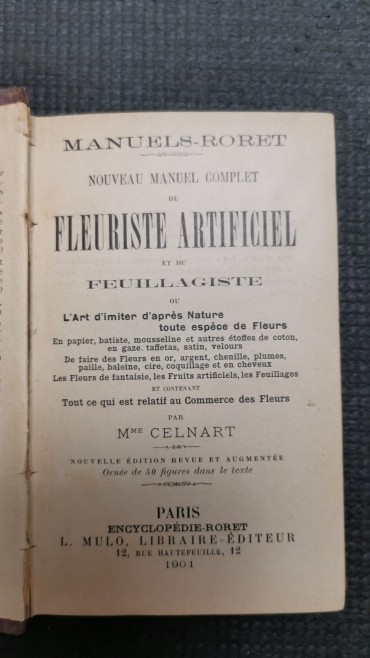 MANUELS-RORET
NOUVEAU MANUEL COMPLET
DU
FLEURISTE ARTIFICIEL
ET DU
FEUILLAGISTE
OU
L'Art d'imiter d'après Nature
toute espèce de Fleurs
En papier, batiste, mousseline et autres étoffes de coton,
en gaze, taffetas, satin, velours
De faire des Fleurs en or, argent, chenille, plumes,
paille, baleine, cire, coquillage et en cheveux
Les Fleurs de fantaisie, les Fruits artificiels, les Feuillages
ET CONTENANT
Tout ce qui est relatif au Commerce des Fleurs
PAR
MME CELNART
NOUVELLE ÉDITION REVUE ET AUGMENTÉE
Ornée de 50 figures dans le texte
PARIS
ENCYCLOPÉDIE-RORET
L. MULO, LIBRAIRE-ÉDITEUR
12, RUE HAUTEFEUILLE, 12
1901